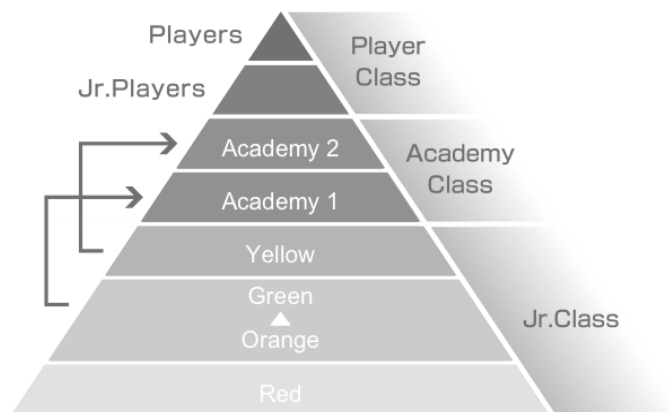 Players
Player
Class
Jr.Players
Academy 2
Academy
Class
Academy 1
Yellow
Green
Orange
Jr.Class
Red